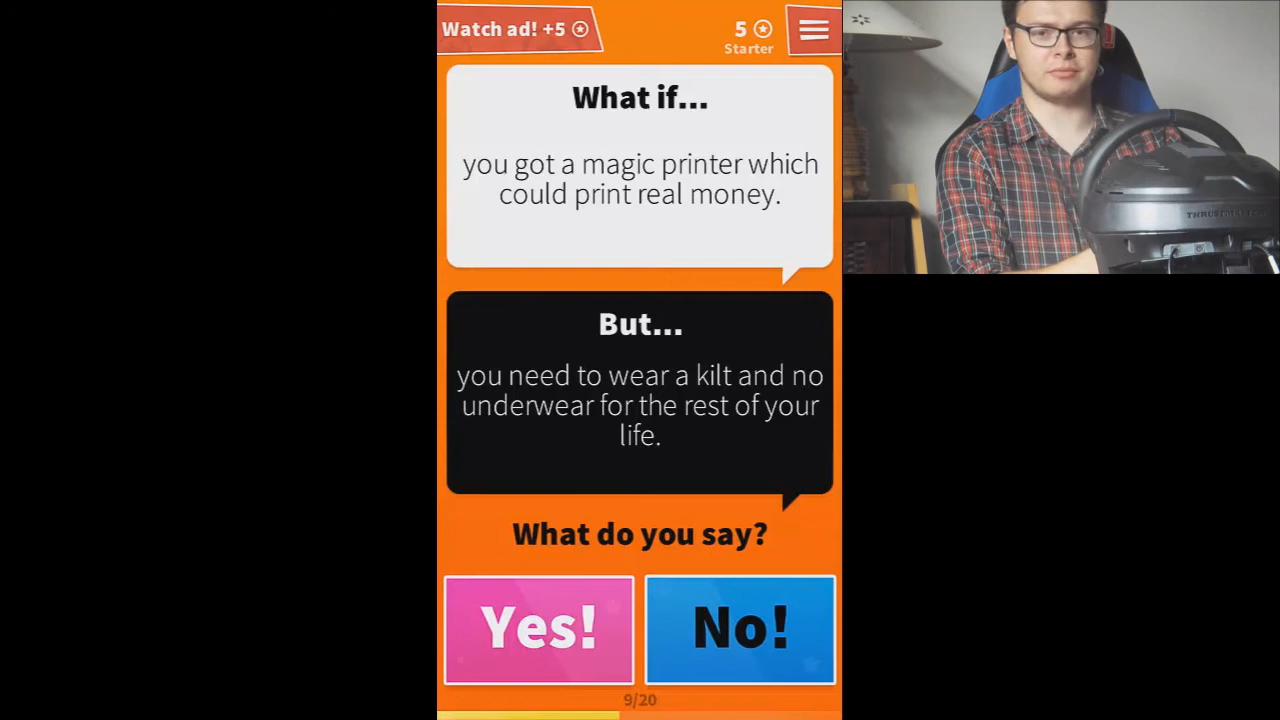 Watch ad! +5
5
Starter
What if...
you got a magic printer which
could print real money.
But...
you need to wear a kilt and no
underwear for the rest of your
life.
What do you say?
Yes!
No!
9/20